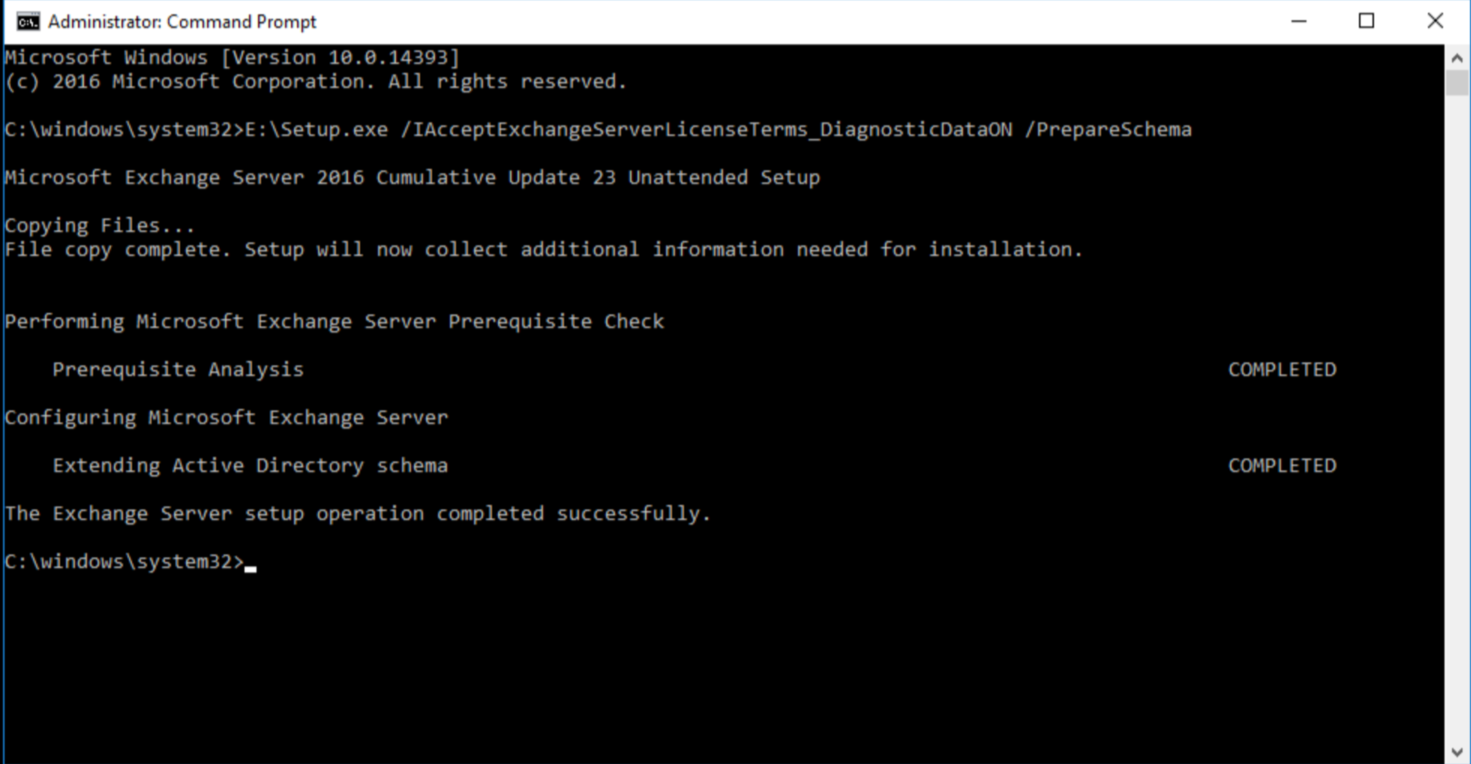 Administrator: Command Prompt
Microsoft Windows [Version 10.0.14393]
(c) 2016 Microsoft Corporation. All rights reserved.
C:\windows\system32>E:\Setup.exe /IAcceptExchangeServerLicenseTerms_DiagnosticDataON /PrepareSchema
Microsoft Exchange Server 2016 Cumulative Update 23 Unattended Setup
Copying Files...
File copy complete. Setup will now collect additional information needed for installation.
Performing Microsoft Exchange Server Prerequisite Check
Prerequisite Analysis COMPLETED
Configuring Microsoft Exchange Server
Extending Active Directory schema COMPLETED
The Exchange Server setup operation completed successfully.
C:\windows\system32>